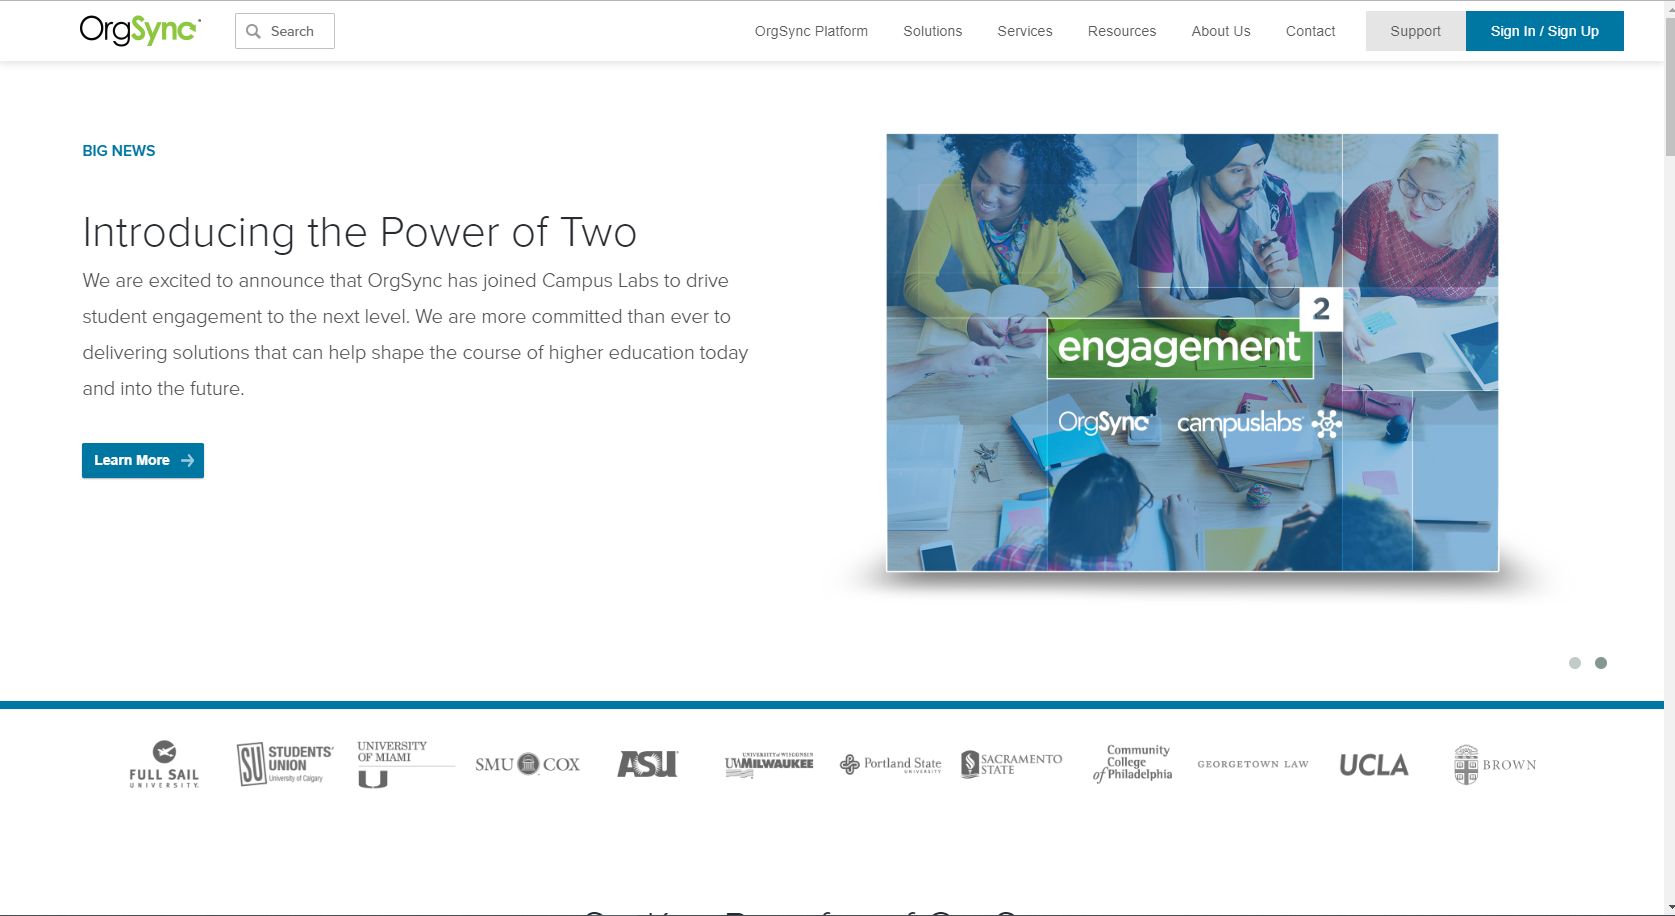 OrgSync
Search
OrgSync Platform
Solutions
Services
Resources
About Us
Contact
Support
Sign In / Sign Up
BIG NEWS
Introducing the Power of Two
We are excited to announce that OrgSync has joined Campus Labs to drive
student engagement to the next level. We are more committed than ever to
delivering solutions that can help shape the course of higher education today
and into the future.
Learn More
2
engagement
OrgSync
campuslabs
FULL SAIL
UNIVERSITY.
SU
STUDENTS'
UNION
University of Calgary
UNIVERSITY
OF MIAMI
U
SMU COX
ASU
UNIVERSITY of WISCONSIN
UWMILWAUKEE
Portland State
UNIVERSITY
SACRAMENTO
STATE
Community
College
of Philadelphia
GEORGETOWN LAW
UCLA
BROWN